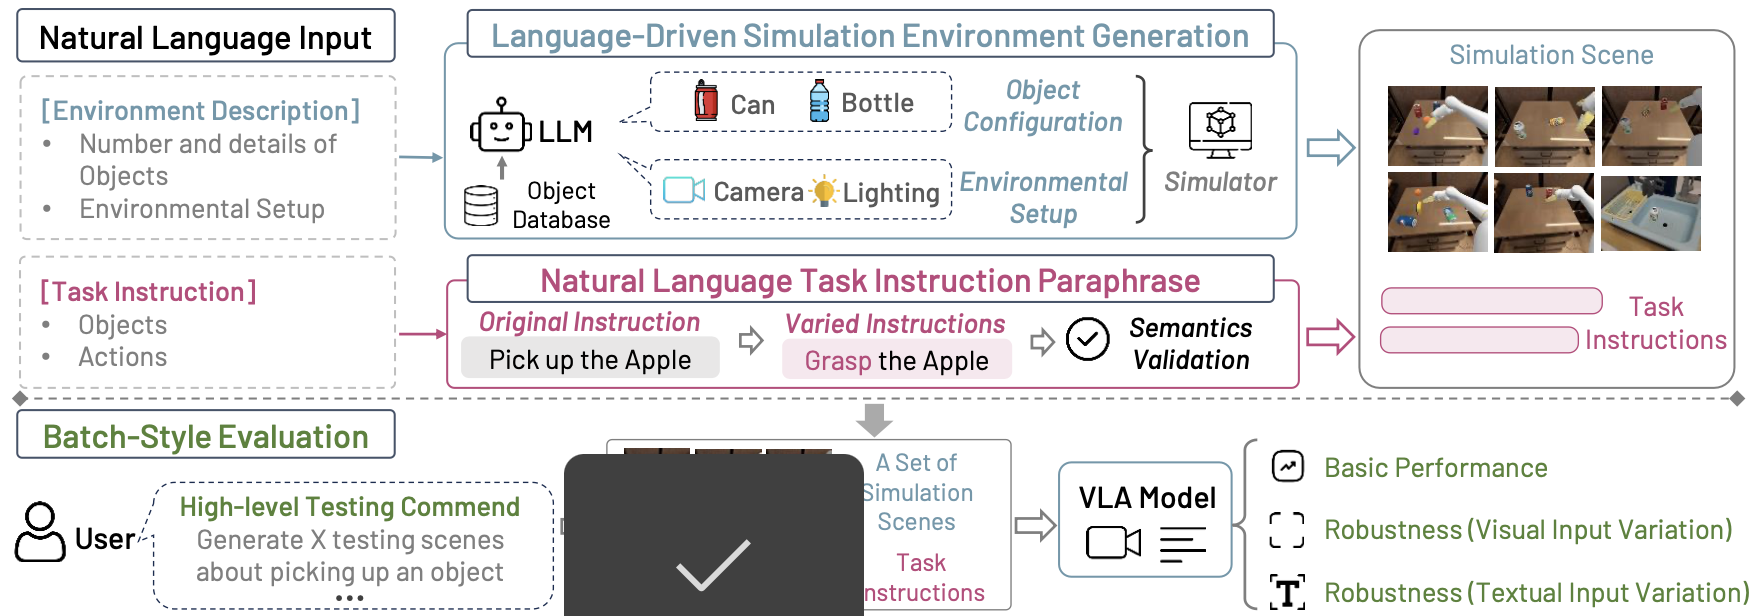 Natural Language Input
[Environment Description]
• Number and details of
Objects
• Environmental Setup
[Task Instruction]
• Objects
• Actions
Language-Driven Simulation Environment Generation
LLM
Object
Database
Can
Bottle
Object
Configuration
Camera
Lighting
Environmental
Setup
Simulator
Natural Language Task Instruction Paraphrase
Original Instruction
Pick up the Apple
Varied Instructions
Grasp the Apple
Semantics
Validation
Simulation Scene
Task
Instructions
Batch-Style Evaluation
User
High-level Testing Commend
Generate X testing scenes
about picking up an object
•••
A Set of
Simulation
Scenes
Task
nstructions
VLA Model
Basic Performance
Robustness (Visual Input Variation)
T
Robustness (Textual Input Variation)